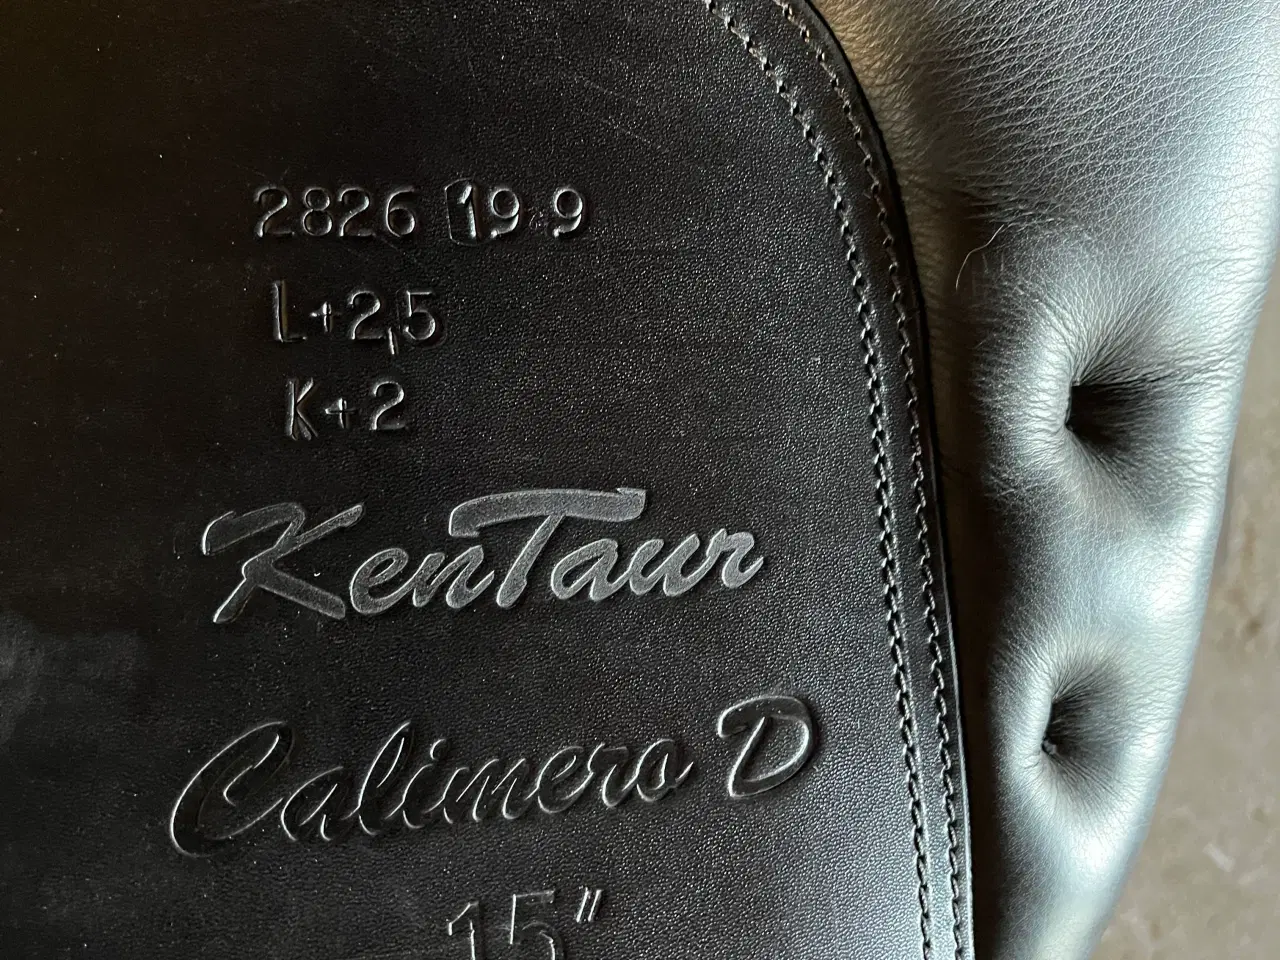 2826 19 9
L+2,5
K+2
KenTaur
Calimero D
15"